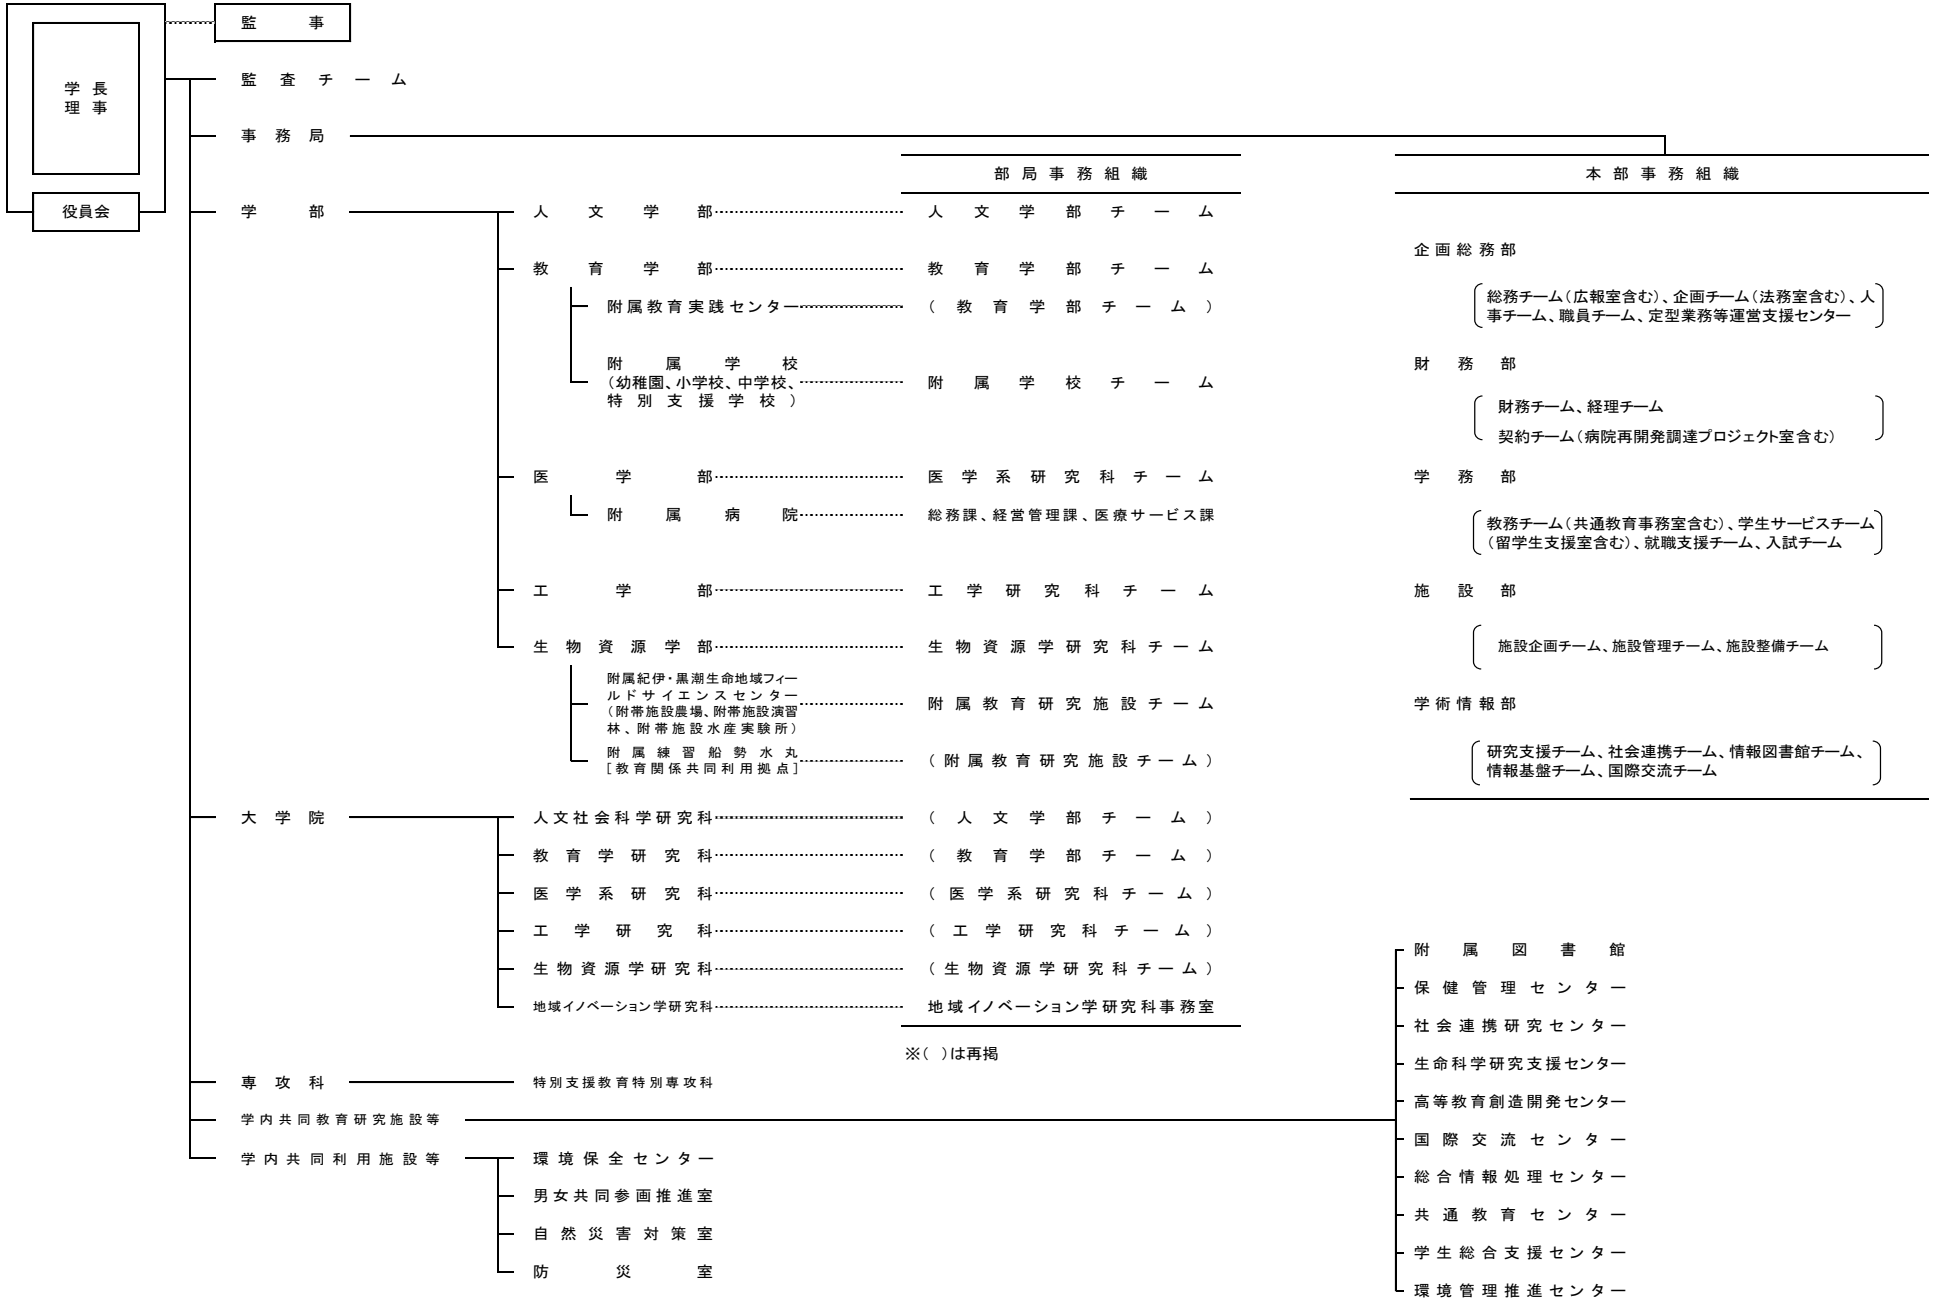 監事
学長
理事
役員会
監査チーム
事務局
部局事務組織
本部事務組織
学部
人文学部
人文学部チーム
教育学部
教育学部チーム
附属教育実践センター
（教育学部チーム）
附属学校
（幼稚園、小学校、中学校、
特別支援学校）
附属学校チーム
医学部
医学系研究科チーム
附属病院
総務課、経営管理課、医療サービス課
工学部
工学研究科チーム
生物資源学部
生物資源学研究科チーム
附属紀伊・黒潮生命地域フィー
ルドサイエンスセンター
（附帯施設農場、附帯施設演習
林、附帯施設水産実験所）
附属教育研究施設チーム
附属練習船勢水丸
[教育関係共同利用拠点]
（附属教育研究施設チーム）
企画総務部
総務チーム（広報室含む）、企画チーム（法務室含む）、人
事チーム、職員チーム、定型業務等運営支援センター
財務部
財務チーム、経理チーム
契約チーム（病院再開発調達プロジェクト室含む）
学務部
教務チーム（共通教育事務室含む）、学生サービスチーム
（留学生支援室含む）、就職支援チーム、入試チーム
施設部
施設企画チーム、施設管理チーム、施設整備チーム
学術情報部
研究支援チーム、社会連携チーム、情報図書館チーム、
情報基盤チーム、国際交流チーム
大学院
人文社会科学研究科
（人文学部チーム）
教育学研究科
（教育学部チーム）
医学系研究科
（医学系研究科チーム）
工学研究科
（工学研究科チーム）
生物資源学研究科
（生物資源学研究科チーム）
地域イノベーション学研究科
地域イノベーション学研究科事務室
※（ ）は再掲
専攻科
特別支援教育特別専攻科
学内共同教育研究施設等
附属図書館
保健管理センター
社会連携研究センター
生命科学研究支援センター
高等教育創造開発センター
国際交流センター
総合情報処理センター
共通教育センター
学生総合支援センター
環境管理推進センター
学内共同利用施設等
環境保全センター
男女共同参画推進室
自然災害対策室
防災室